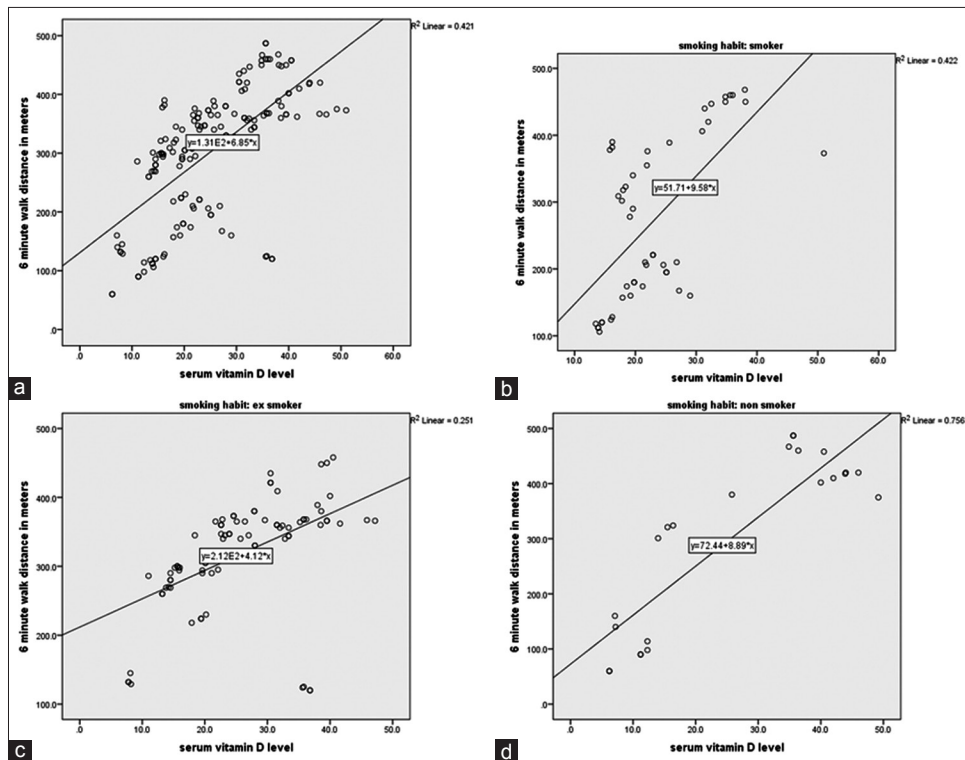 R² Linear = 0.421
500.0
400.0
300.0
200.0
100.0
.0
6 minute walk distance in meters
y=1.31E2+6.85*x
.0
10.0
20.0
30.0
40.0
50.0
60.0
serum vitamin D level
a
smoking habit: smoker
R² Linear = 0.422
500.0
400.0
300.0
200.0
100.0
6 minute walk distance in meters
y=51.71+9.58*x
10.0
20.0
30.0
40.0
50.0
60.0
serum vitamin D level
b
smoking habit: ex smoker
R² Linear = 0.251
500.0
400.0
300.0
200.0
100.0
6 minute walk distance in meters
y=2.12E2+4.12*x
.0
10.0
20.0
30.0
40.0
50.0
serum vitamin D level
c
smoking habit: non smoker
R² Linear = 0.756
500.0
400.0
300.0
200.0
100.0
.0
6 minute walk distance in meters
y=72.44+8.89*x
.0
10.0
20.0
30.0
40.0
50.0
serum vitamin D level
d